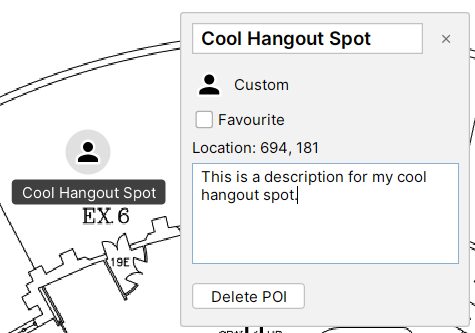 Cool Hangout Spot
×
Custom
Favourite
Location: 694, 181
This is a description for my cool
hangout spot.
Delete POI
Cool Hangout Spot
EX.6
19E